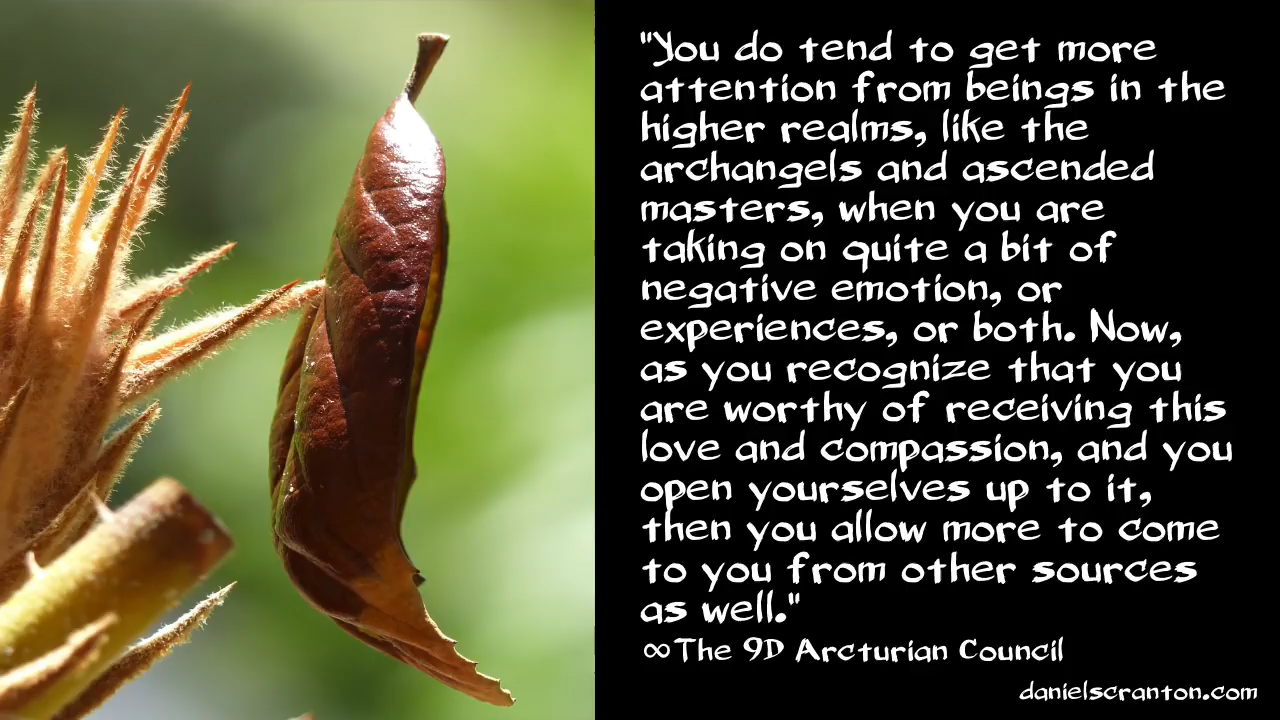 "You do tend to get more
attention from beings in the
higher realms, like the
archangels and ascended
masters, when you are
taking on quite a bit of
negative emotion, or
experiences, or both. Now,
as you recognize that you
are worthy of receiving this
love and compassion, and you
open yourselves up to it,
then you allow more to come
to you from other sources
as well."
∞The 9D Arcturian Council
danielscranton.com